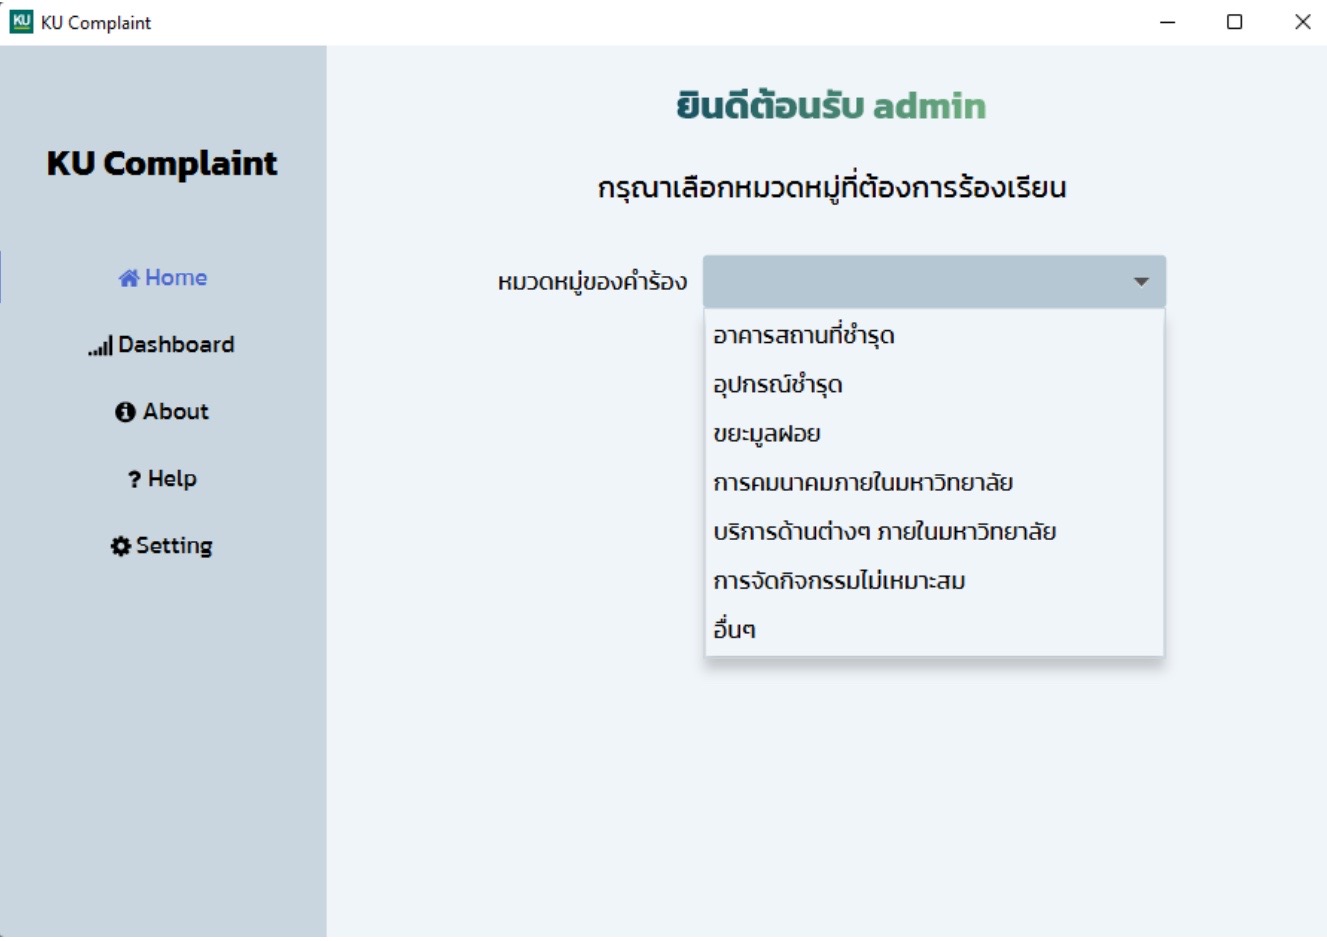 KU KU Complaint
KU Complaint
Home
Dashboard
About
Help
Setting
ยินดีต้อนรับ admin
กรุณาเลือกหมวดหมู่ที่ต้องการร้องเรียน
หมวดหมู่ของคำร้อง
อาคารสถานที่ชำรุด
อุปกรณ์ชำรุด
ขยะมูลฝอย
การคมนาคมภายในมหาวิทยาลัย
บริการด้านต่างๆ ภายในมหาวิทยาลัย
การจัดกิจกรรมไม่เหมาะสม
อื่นๆ